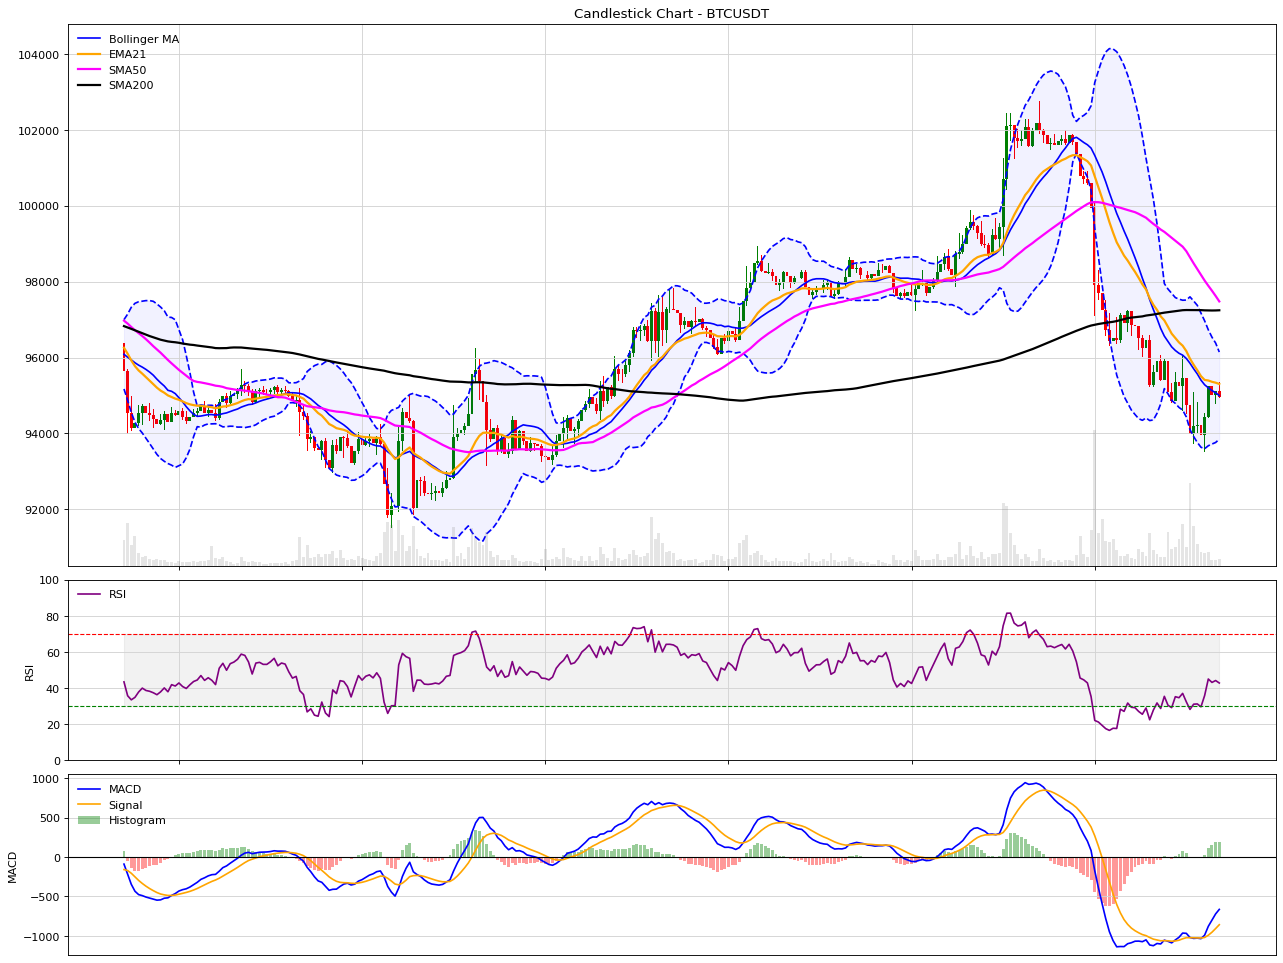 Candlestick Chart - BTCUSDT
Bollinger MA
EMA21
SMA50
SMA200
104000
102000
100000
98000
96000
94000
92000
RSI
RSI
100
80
60
40
20
0
MACD
MACD
Signal
Histogram
1000
500
0
−500
−1000